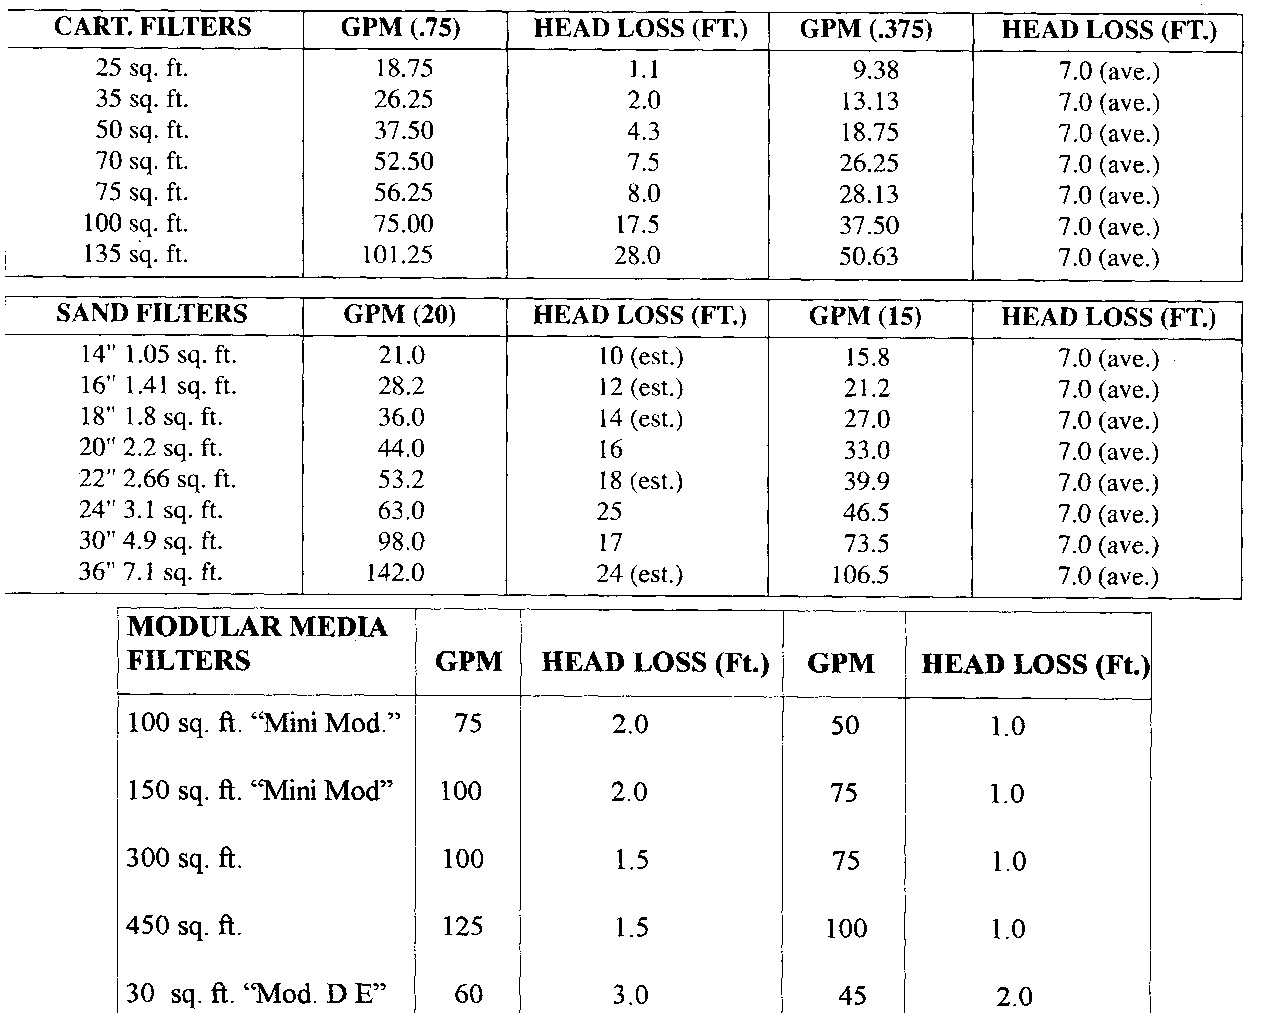 CART. FILTERS GPM (.75) HEAD LOSS (FT.) GPM (.375) HEAD LOSS (FT.)
25 sq. ft. 18.75 1.1 9.38 7.0 (ave.)
35 sq. ft. 26.25 2.0 13.13 7.0 (ave.)
50 sq. ft. 37.50 4.3 18.75 7.0 (ave.)
70 sq. ft. 52.50 7.5 26.25 7.0 (ave.)
75 sq. ft. 56.25 8.0 28.13 7.0 (ave.)
100 sq. ft. 75.00 17.5 37.50 7.0 (ave.)
135 sq. ft. 101.25 28.0 50.63 7.0 (ave.)
SAND FILTERS GPM (20) HEAD LOSS (FT.) GPM (15) HEAD LOSS (FT.)
14" 1.05 sq. ft. 21.0 10 (est.) 15.8 7.0 (ave.)
16" 1.41 sq. ft. 28.2 12 (est.) 21.2 7.0 (ave.)
18" 1.8 sq. ft. 36.0 14 (est.) 27.0 7.0 (ave.)
20" 2.2 sq. ft. 44.0 16 33.0 7.0 (ave.)
22" 2.66 sq. ft. 53.2 18 (est.) 39.9 7.0 (ave.)
24" 3.1 sq. ft. 63.0 25 46.5 7.0 (ave.)
30" 4.9 sq. ft. 98.0 17 73.5 7.0 (ave.)
36" 7.1 sq. ft. 142.0 24 (est.) 106.5 7.0 (ave.)
MODULAR MEDIA
FILTERS GPM HEAD LOSS (Ft.) GPM HEAD LOSS (Ft.)
100 sq. ft. “Mini Mod.” 75 2.0 50 1.0
150 sq. ft. “Mini Mod” 100 2.0 75 1.0
300 sq. ft. 100 1.5 75 1.0
450 sq. ft. 125 1.5 100 1.0
30 sq. ft. “Mod. D E” 60 3.0 45 2.0